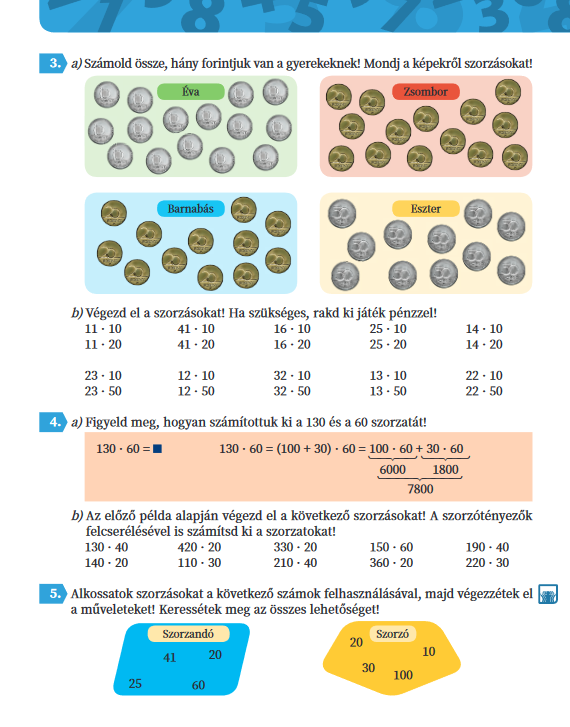 3. a) Számold össze, hány forintjuk van a gyerekeknek! Mondj a képekről szorzásokat!
Éva
Zsombor
Barnabás
Eszter
b) Végezd el a szorzásokat! Ha szükséges, rakd ki játék pénzzel!
11 · 10 41 · 10 16 · 10 25 · 10 14 · 10
11 · 20 41 · 20 16 · 20 25 · 20 14 · 20
23 · 10 12 · 10 32 · 10 13 · 10 22 · 10
23 · 50 12 · 50 32 · 50 13 · 50 22 · 50
4. a) Figyeld meg, hogyan számítottuk ki a 130 és a 60 szorzatát!
130 · 60 = ■ 130 · 60 = (100 + 30) · 60 = 100 · 60 + 30 · 60
6000 1800
7800
b) Az előző példa alapján végezd el a következő szorzásokat! A szorzótényezők
felcserélésével is számítsd ki a szorzatokat!
130 · 40 420 · 20 330 · 20 150 · 60 190 · 40
140 · 20 110 · 30 210 · 40 360 · 20 220 · 30
5. Alkossatok szorzásokat a következő számok felhasználásával, majd végezzétek el
a műveleteket! Keressétek meg az összes lehetőséget!
Szorzandó
41 20
25 60
Szorzó
20 10
30 100